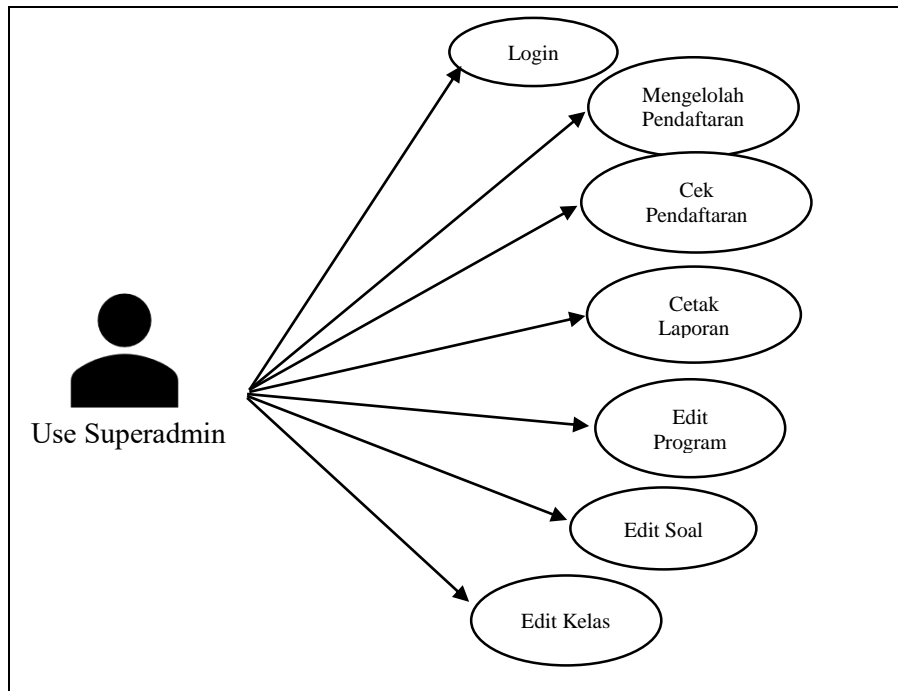 Login
Mengelolah
Pendaftaran
Cek
Pendaftaran
Cetak
Laporan
Use Superadmin
Edit
Program
Edit Soal
Edit Kelas